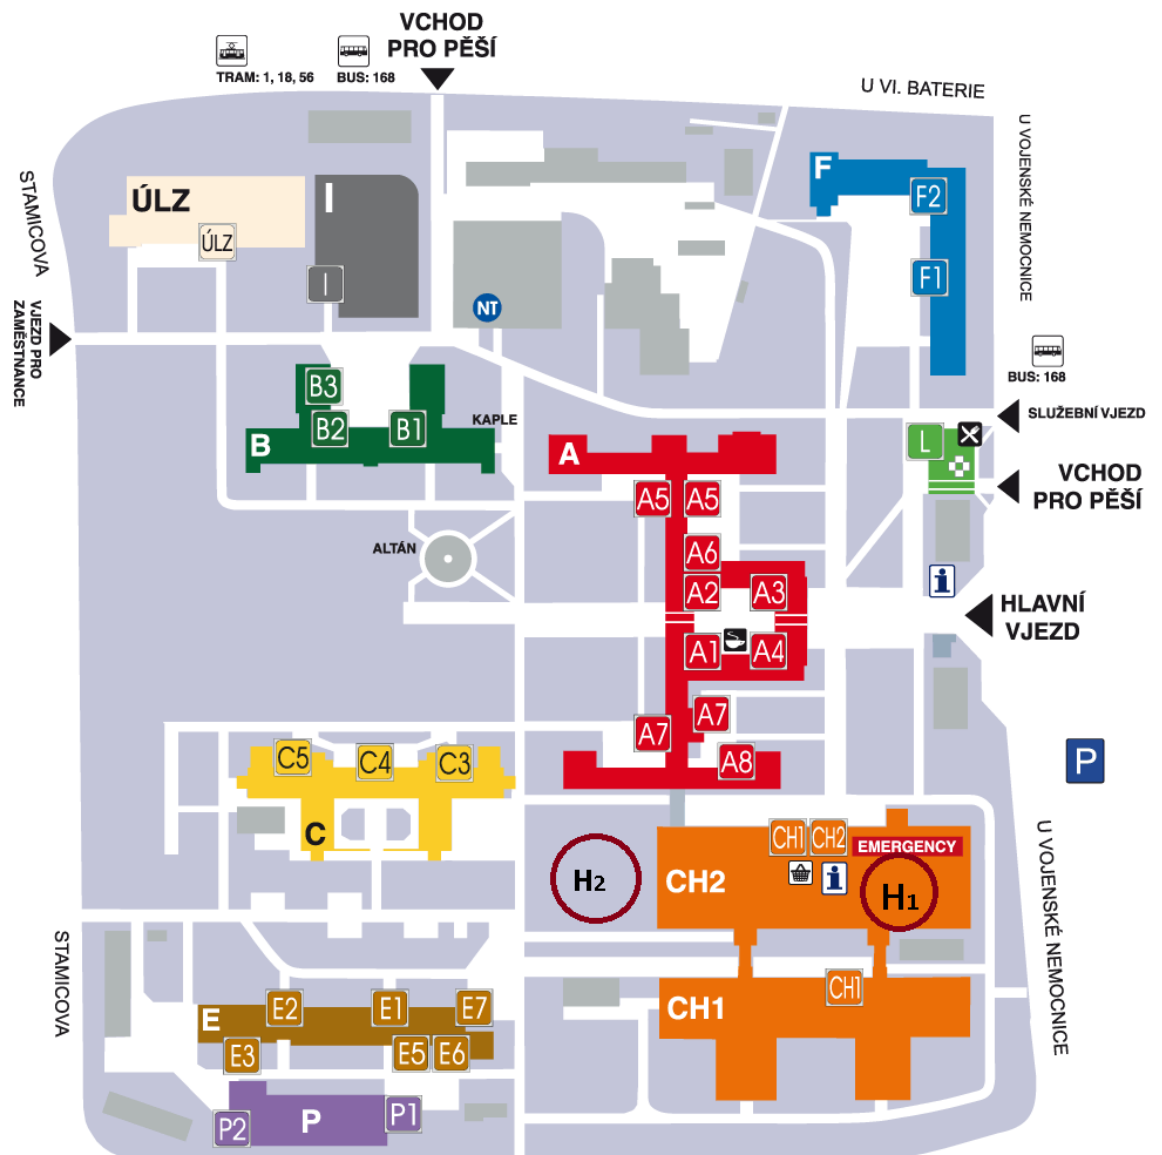 VCHOD
PRO PĚŠÍ
TRAM: 1, 18, 56
BUS: 168
U VI. BATERIE
U VOJENSKÉ NEMOCNICE
STAMICOVA
ÚLZ
ÚLZ
I
I
F
F2
F1
NT
VJEZD PRO
ZAMĚSTNANCE
BUS: 168
SLUŽEBNÍ VJEZD
B3
B2
B1
B
KAPLE
A
L
VCHOD
PRO PĚŠÍ
A5
A5
A6
ALTÁN
A2
A3
i
HLAVNÍ
VJEZD
A1
A4
A7
A7
A8
C5
C4
C3
C
P
CH1
CH2
EMERGENCY
CH2
i
H1
H2
U VOJENSKÉ NEMOCNICE
STAMICOVA
CH1
CH1
E
E2
E1
E7
E3
E5
E6
P
P1
P2